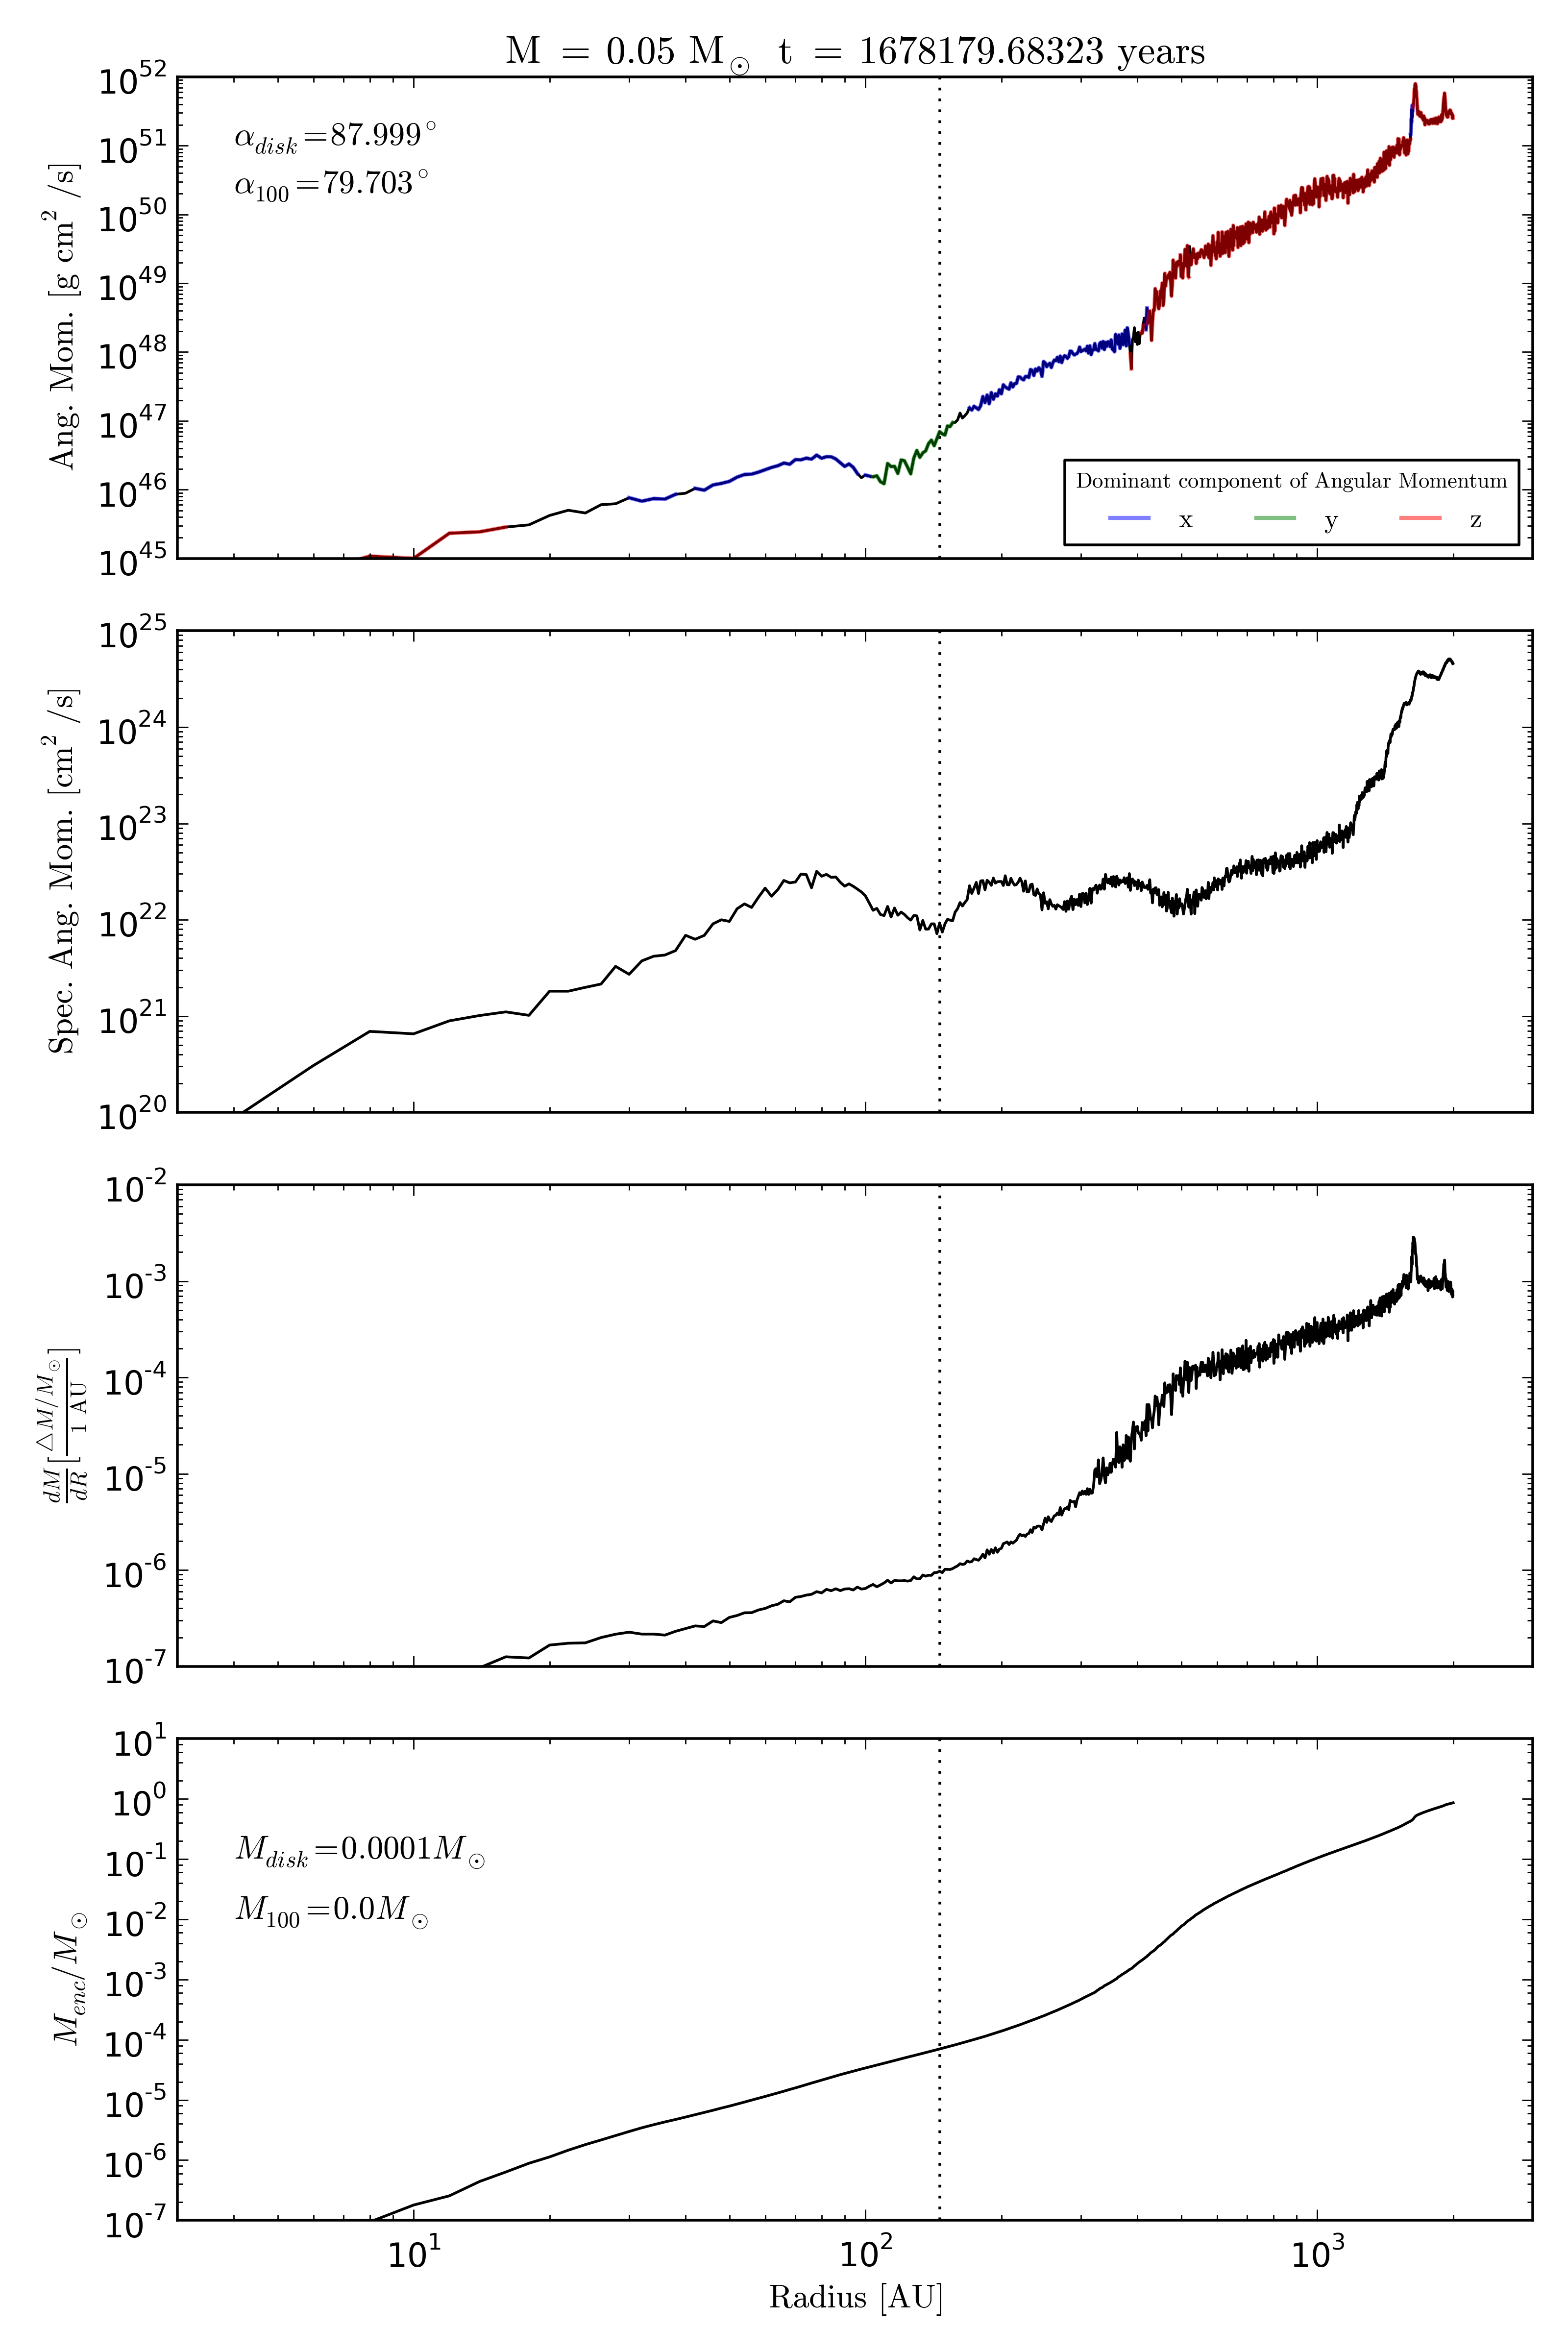 M = 0.05 M⊙ t = 1678179.68323 years
10^52
10^51
10^50
10^49
10^48
10^47
10^46
10^45
Ang. Mom. [g cm^2 /s]
α_disk=87.999°
α_100=79.703°
Dominant component of Angular Momentum
x y z
10^25
10^24
10^23
10^22
10^21
10^20
Spec. Ang. Mom. [cm^2 /s]
10^-2
10^-3
10^-4
10^-5
10^-6
10^-7
dM/dR [△M/M⊙ / 1 AU]
10^1
10^0
10^-1
10^-2
10^-3
10^-4
10^-5
10^-6
10^-7
M_enc/M⊙
M_disk=0.0001M⊙
M_100=0.0M⊙
10^1 10^2 10^3
Radius [AU]